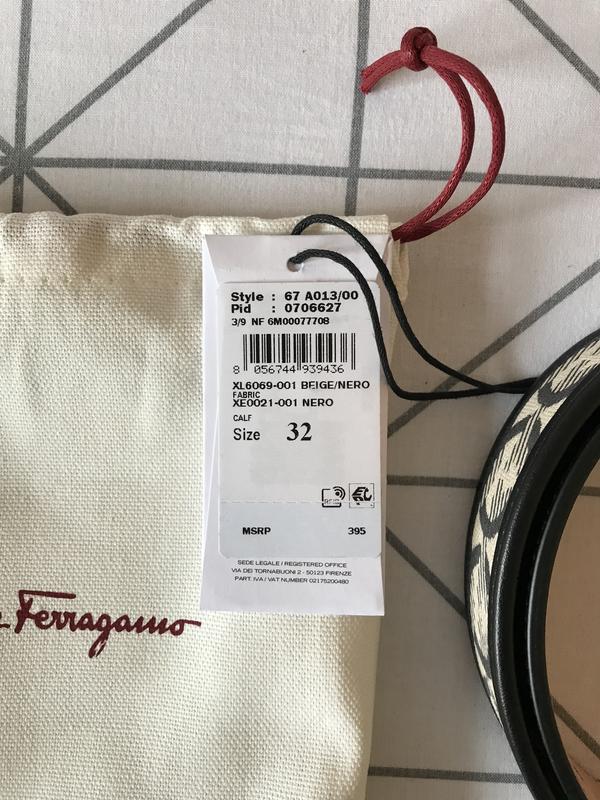 Style : 67 A013/00
Pid : 0706627
3/9 NF 6M00077708
8 056744 939436
XL6069-001 BEIGE/NERO
FABRIC
XE0021-001 NERO
CALF
Size 32
RFID
MSRP 395
SEDE LEGALE / REGISTERED OFFICE
VIA DEI TORNABUONI 2 - 50123 FIRENZE
PART. IVA / VAT NUMBER 02175200480
Ferragamo